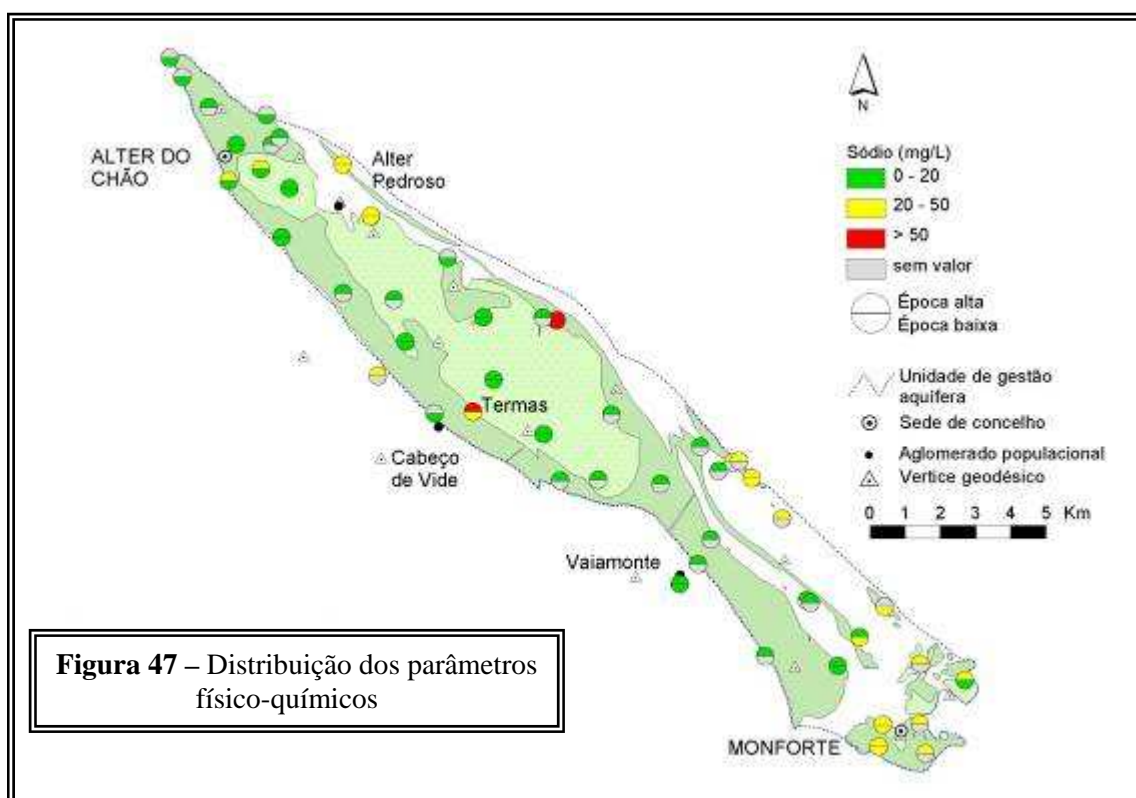 N
ALTER DO
CHÃO
Alter
Pedroso
Termas
Cabeço
de Vide
Vaiamonte
MONFORTE
Sódio (mg/L)
0 - 20
20 - 50
> 50
sem valor
Época alta
Época baixa
Unidade de gestão
aquífera
Sede de concelho
Aglomerado populacional
Vertice geodésico
0 1 2 3 4 5 Km
Figura 47 – Distribuição dos parâmetros
físico-químicos